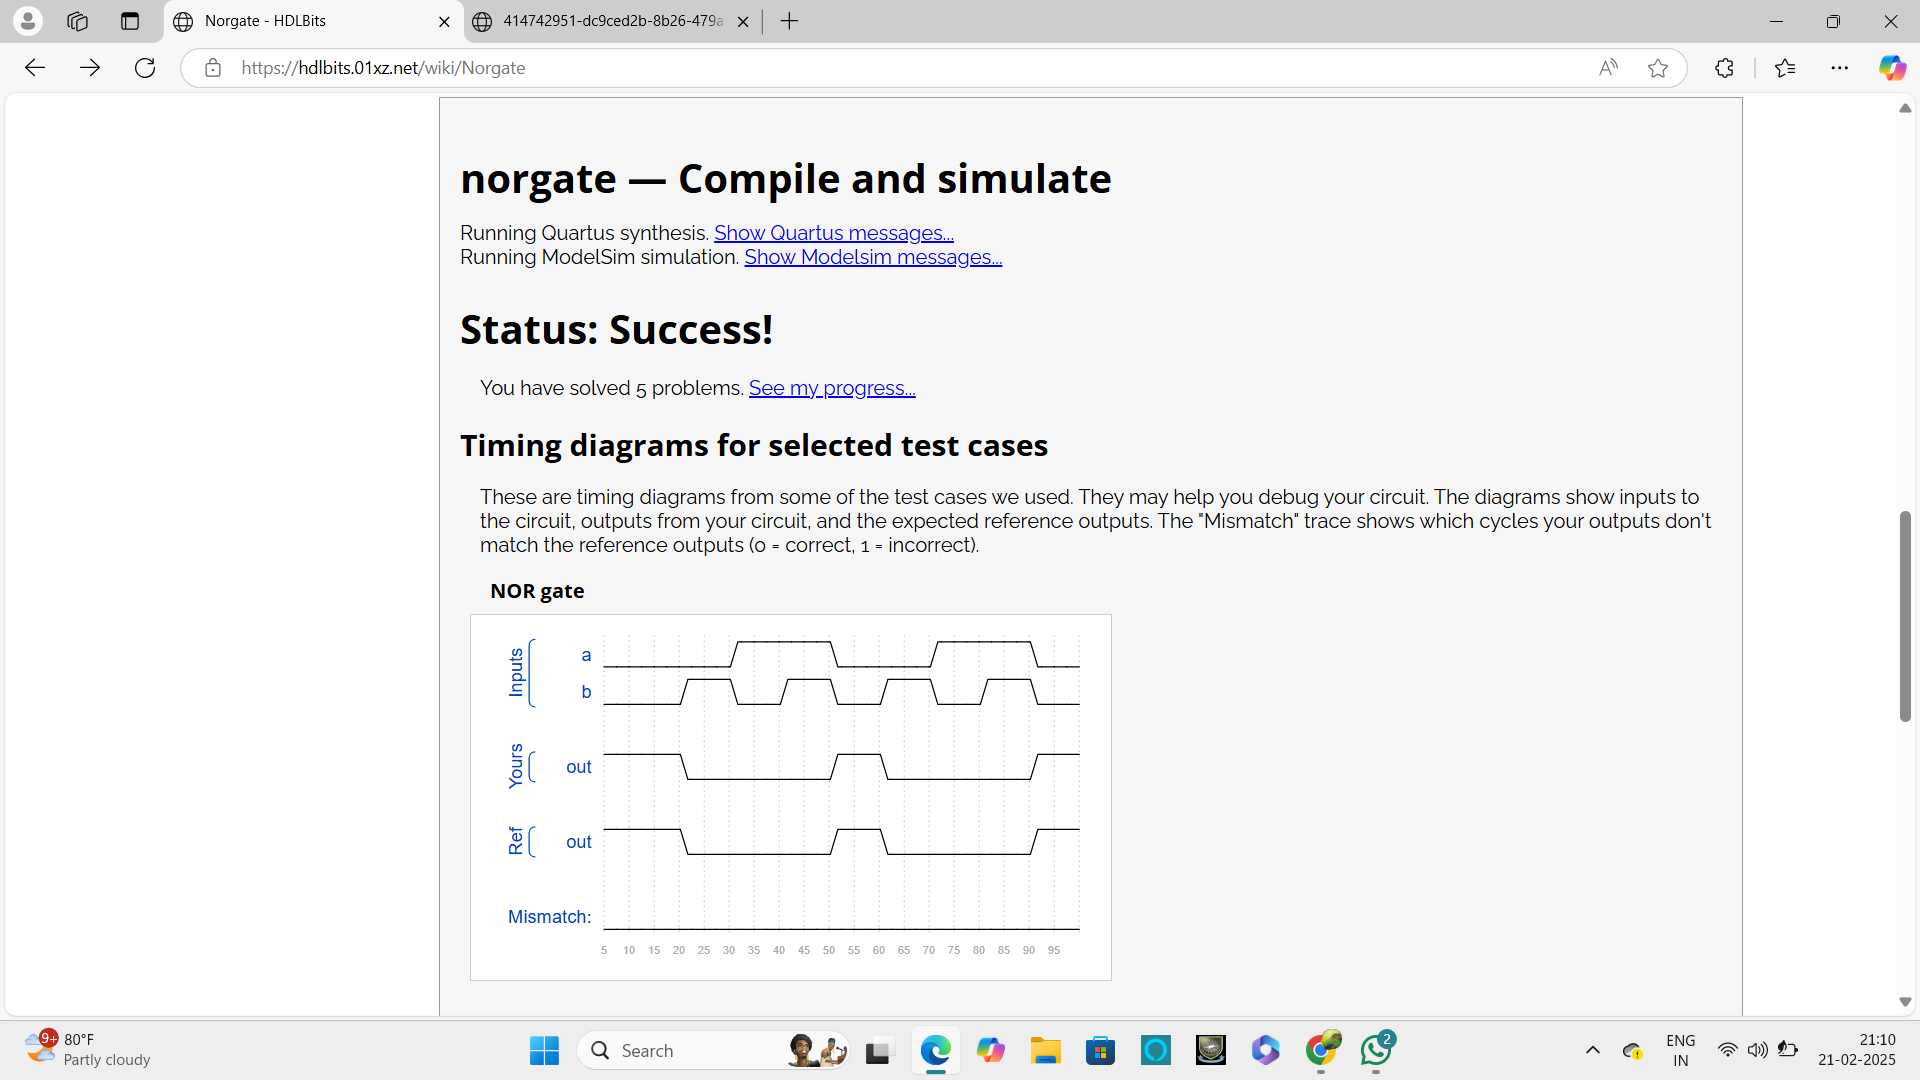 Norgate - HDLBits
414742951-dc9ced2b-8b26-479a-
https://hdlbits.01xz.net/wiki/Norgate
norgate — Compile and simulate
Running Quartus synthesis. Show Quartus messages...
Running ModelSim simulation. Show Modelsim messages...
Status: Success!
You have solved 5 problems. See my progress...
Timing diagrams for selected test cases
These are timing diagrams from some of the test cases we used. They may help you debug your circuit. The diagrams show inputs to
the circuit, outputs from your circuit, and the expected reference outputs. The "Mismatch" trace shows which cycles your outputs don't
match the reference outputs (0 = correct, 1 = incorrect).
NOR gate
Inputs
a
b
Yours
out
Ref
out
Mismatch:
5 10 15 20 25 30 35 40 45 50 55 60 65 70 75 80 85 90 95
9+
80°F
Partly cloudy
Search
2
ENG
IN
21:10
21-02-2025